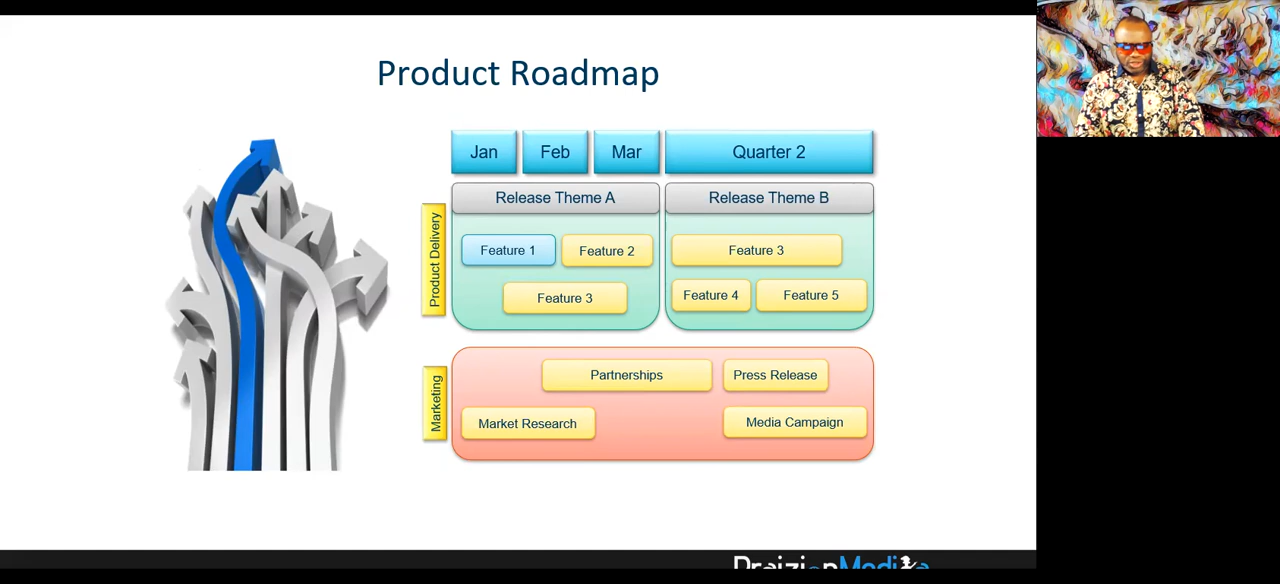 Product Roadmap
Jan Feb Mar Quarter 2
Release Theme A Release Theme B
Product Delivery
Feature 1 Feature 2 Feature 3
Feature 3 Feature 4 Feature 5
Marketing
Partnerships Press Release
Market Research Media Campaign